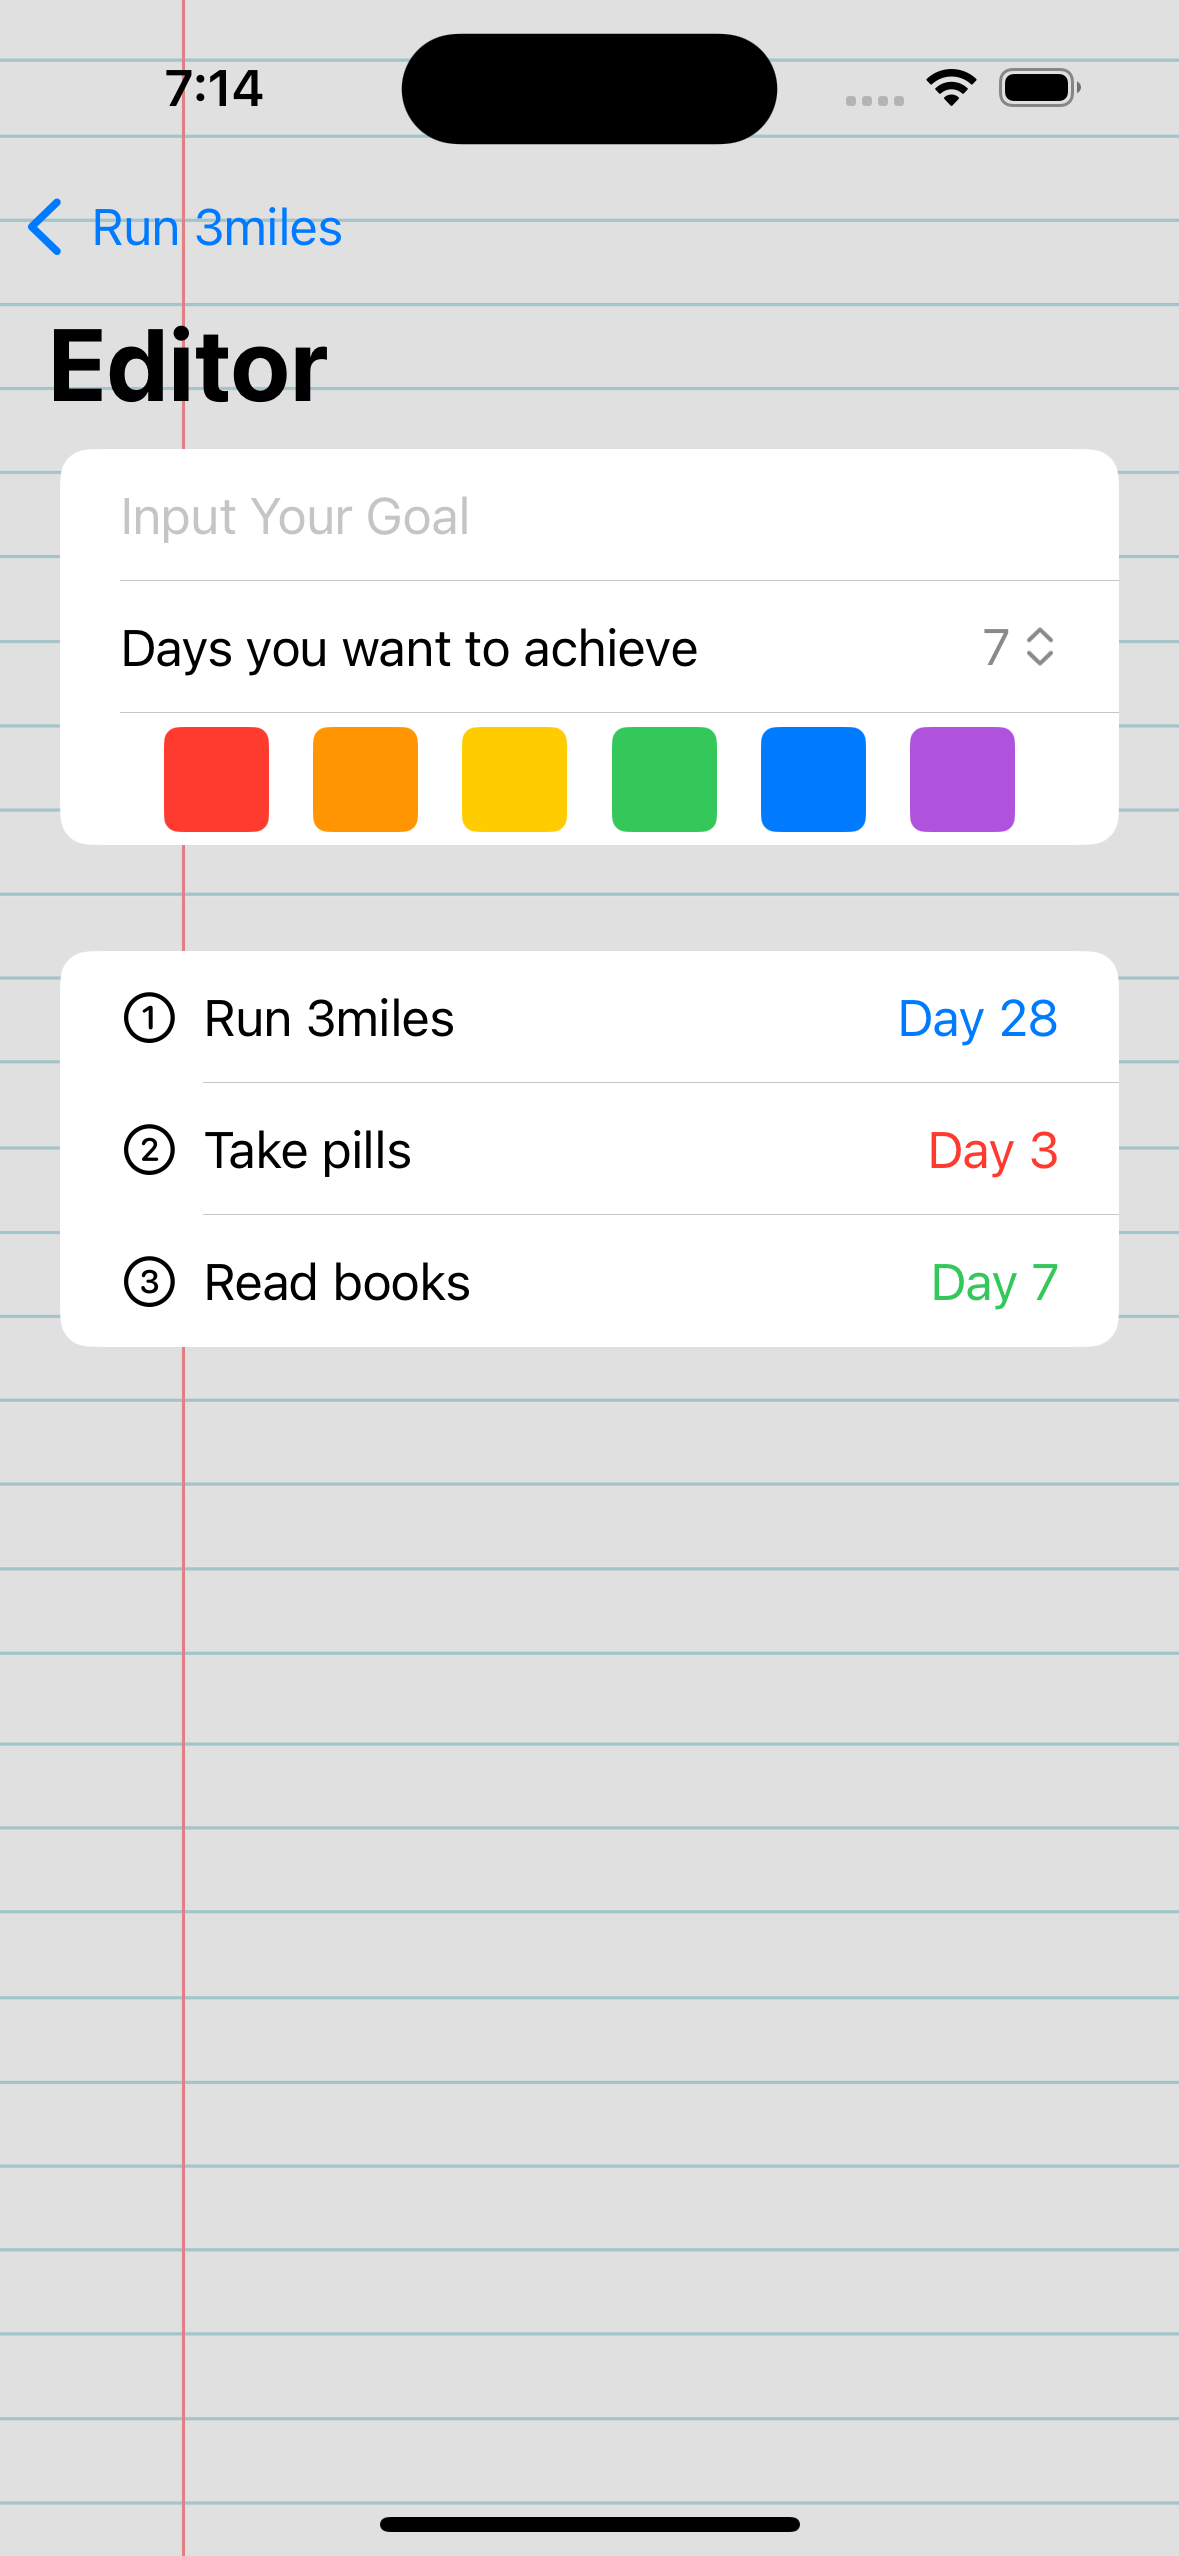 7:14
Run 3miles
Editor
Input Your Goal
Days you want to achieve 7
1 Run 3miles Day 28
2 Take pills Day 3
3 Read books Day 7